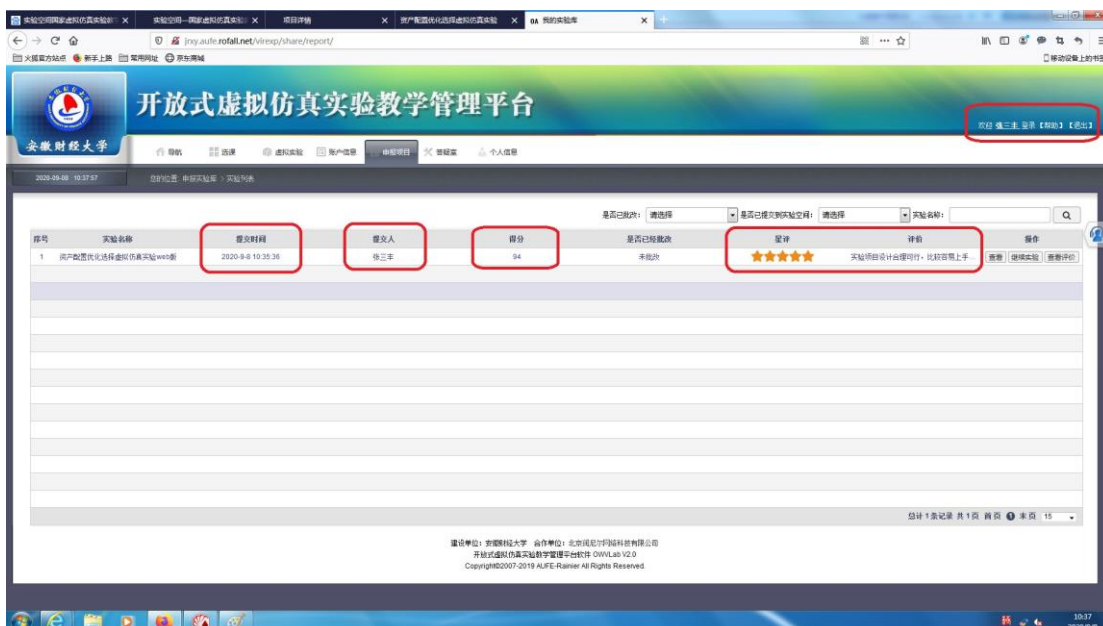 实验空间国家虚拟仿真实验教 实验空间—国家虚拟仿真实验 项目详情 资产配置优化选择虚拟仿真实验 OA 我的实验库
jrxy.aufe.rofall.net/virexp/share/report/
火狐官方站点 新手上路 常用网址 京东商城 移动设备上的书签
开放式虚拟仿真实验教学管理平台
欢迎 张三丰 登录【帮助】【退出】
安徽财经大学 导航 选课 虚拟实验 账户信息 申报项目 答疑室 个人信息
2020-09-08 10:37:57 您的位置: 申报实验库 > 实验列表
是否已批改: 请选择 是否已提交到实验空间: 请选择 实验名称:
序号 实验名称 提交时间 提交人 得分 是否已经批改 星评 评价 操作
1 资产配置优化选择虚拟仿真实验web版 2020-9-8 10:35:36 张三丰 94 未批改 实验项目设计合理可行,比较容易上手... 查看 继续实验 查看评价
总计 1条记录 共 1页 首页 1 末页 15
建设单位: 安徽财经大学 合作单位: 北京润尼尔网络科技有限公司
开放式虚拟仿真实验教学管理平台软件 OWVLab V2.0
Copyright©2007-2019 AUFE-Rainier All Rights Reserved.
10:37